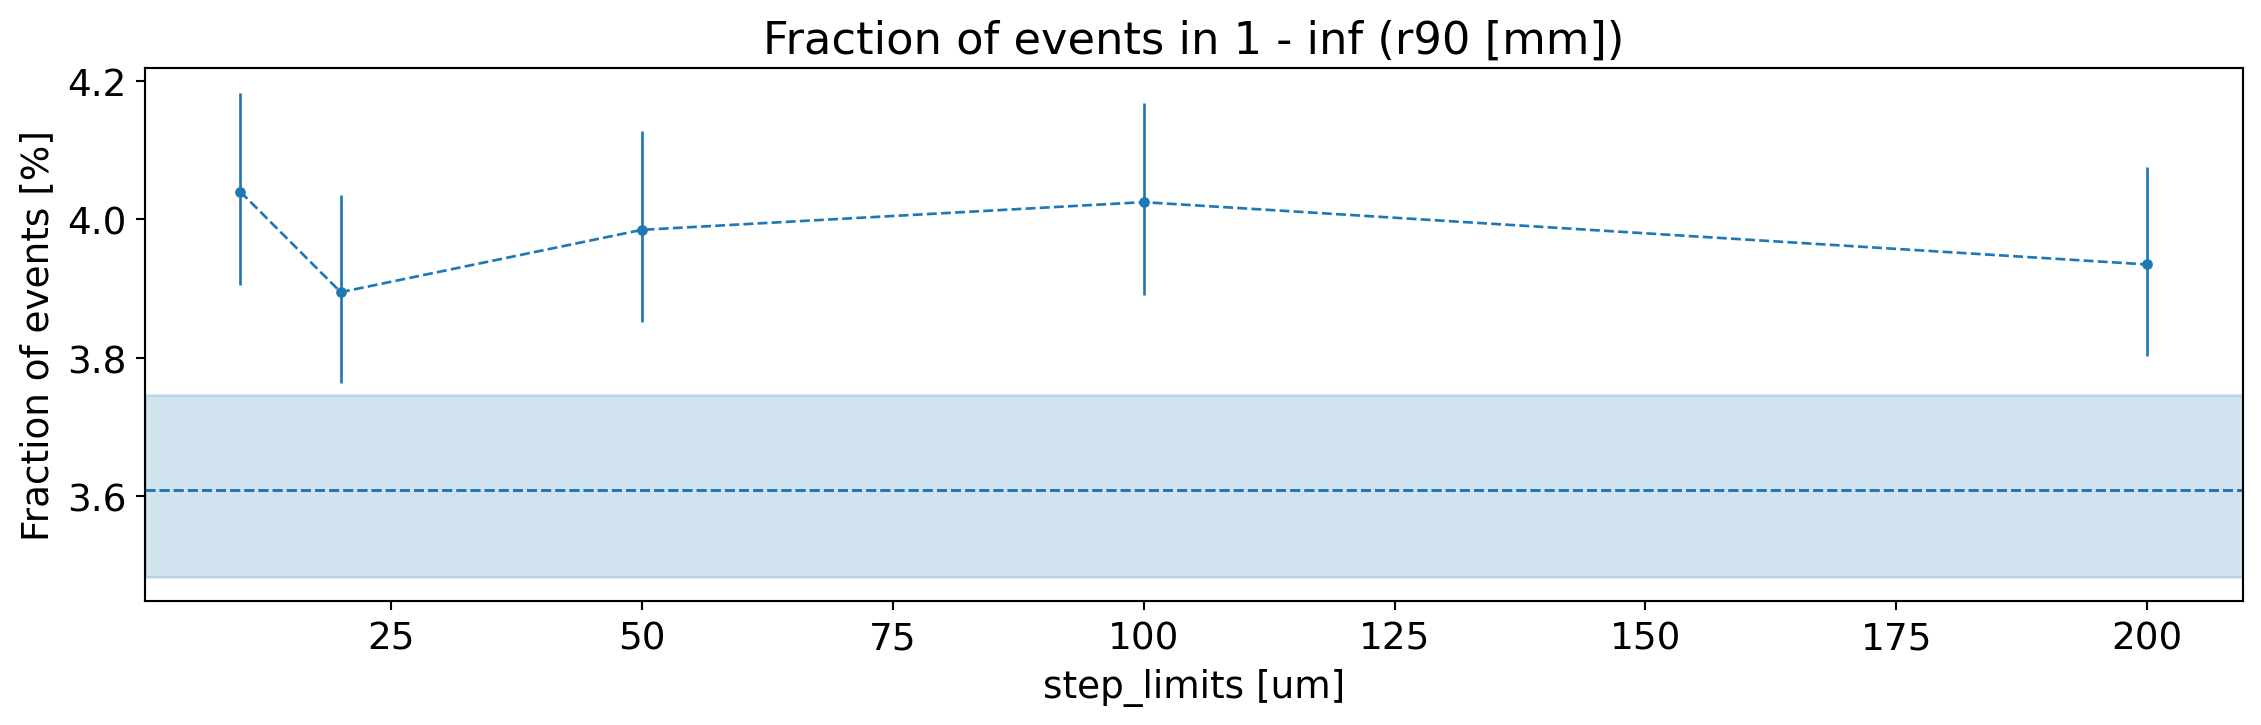 Fraction of events in 1 - inf (r90 [mm])
Fraction of events [%]
4.2
4.0
3.8
3.6
25 50 75 100 125 150 175 200
step_limits [um]